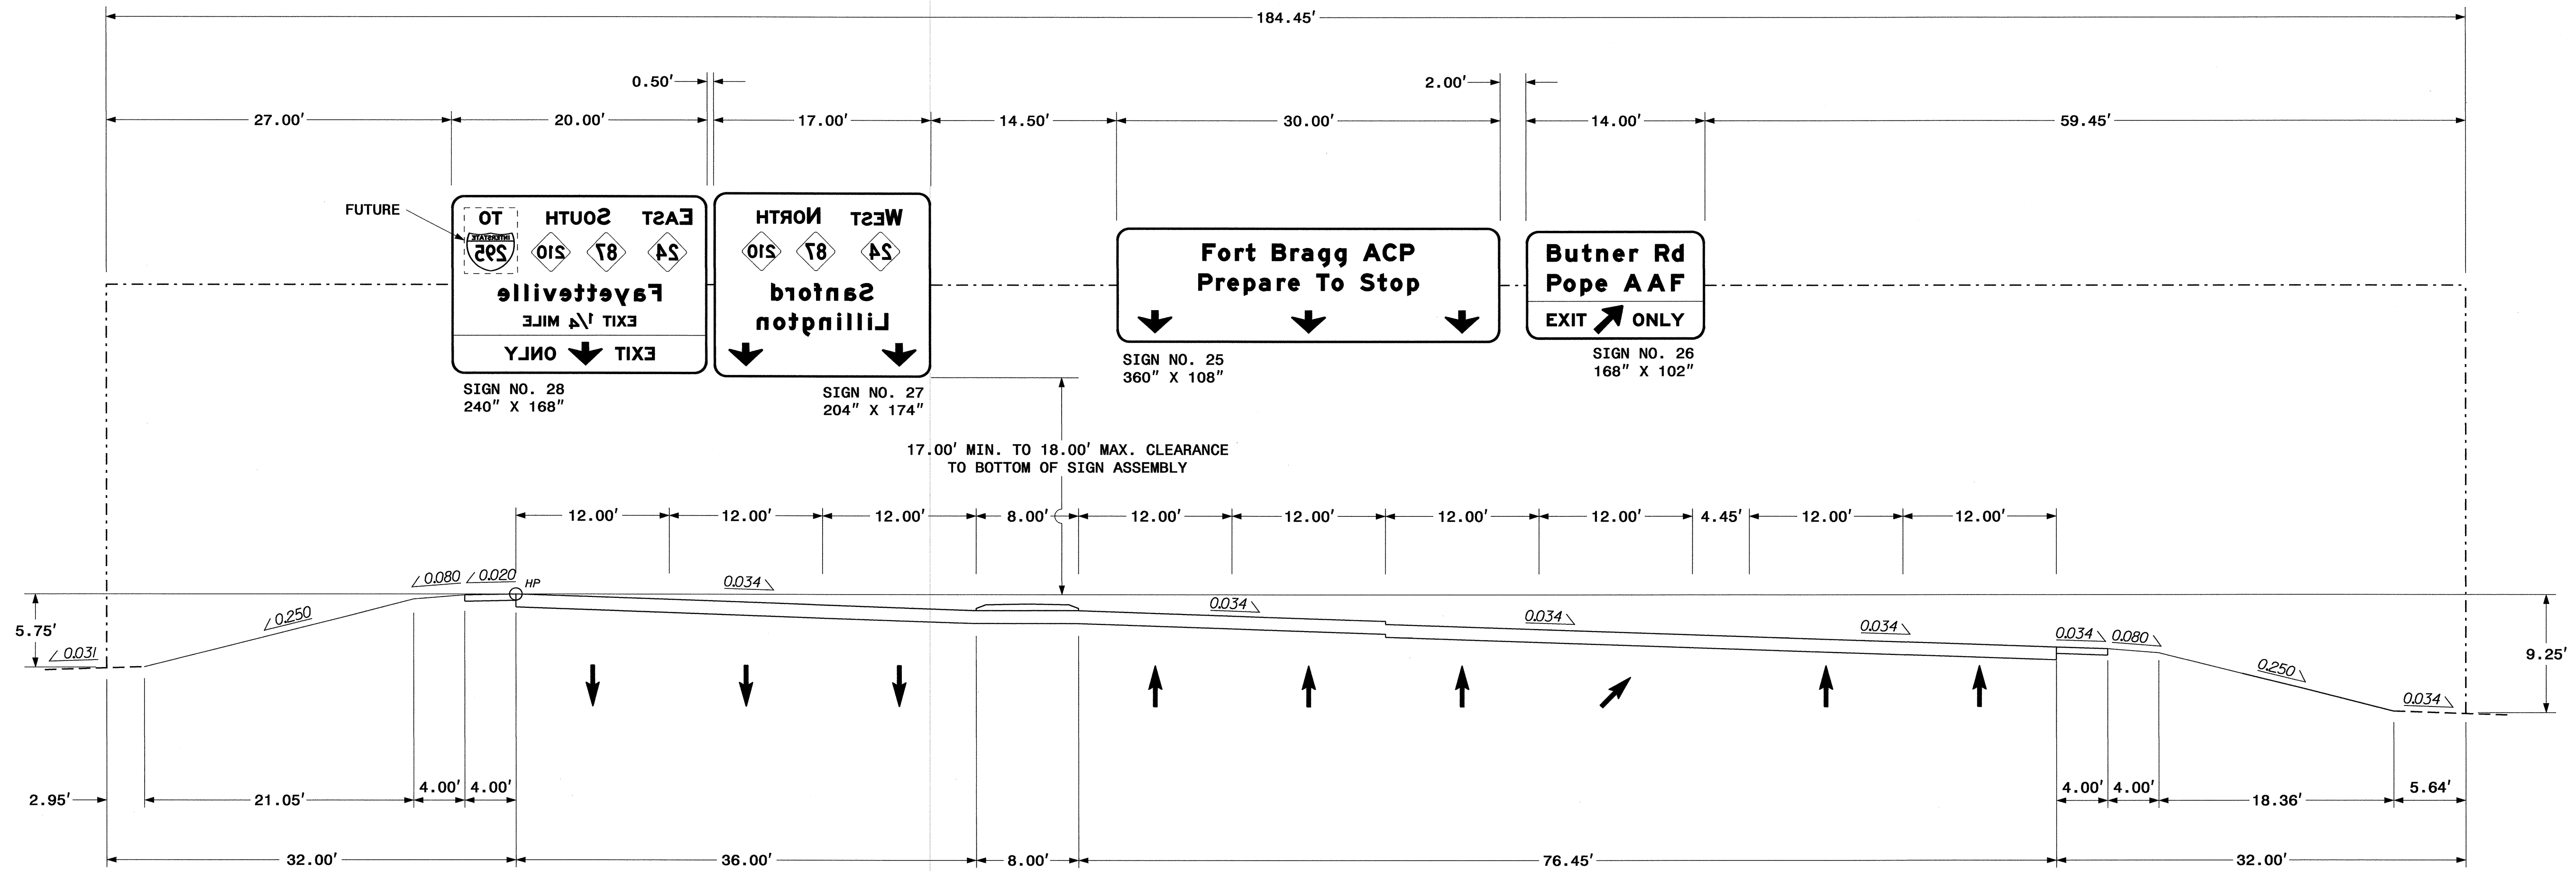 184.45'
0.50'
2.00'
27.00'
20.00'
17.00'
14.50'
30.00'
14.00'
59.45'
FUTURE
TO SOUTH EAST
INTERSTATE
295 210 87 24
Fayetteville
EXIT 1/4 MILE
EXIT ONLY
NORTH WEST
210 87 24
Sanford
Lillington
Fort Bragg ACP
Prepare To Stop
Butner Rd
Pope AAF
EXIT ONLY
SIGN NO. 28
240" X 168"
SIGN NO. 27
204" X 174"
SIGN NO. 25
360" X 108"
SIGN NO. 26
168" X 102"
17.00' MIN. TO 18.00' MAX. CLEARANCE
TO BOTTOM OF SIGN ASSEMBLY
12.00' 12.00' 12.00' 8.00' 12.00' 12.00' 12.00' 12.00' 4.45' 12.00' 12.00'
0.080 0.020 HP 0.034
0.250
0.034 0.034 0.034 0.034 0.080
5.75'
0.031
9.25'
0.250
0.034
2.95' 21.05' 4.00' 4.00' 4.00' 4.00' 18.36' 5.64'
32.00' 36.00' 8.00' 76.45' 32.00'